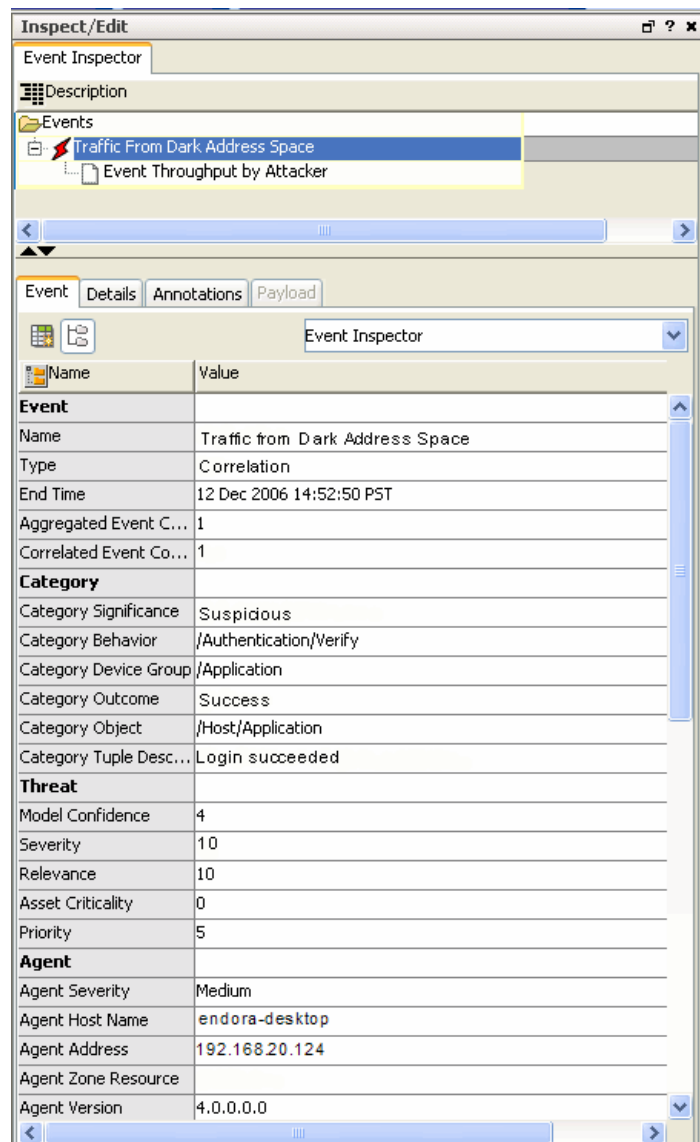 Inspect/Edit
Event Inspector
Description
Events
Traffic From Dark Address Space
Event Throughput by Attacker
Event Details Annotations Payload
Event Inspector
Name Value
Event
Name Traffic from Dark Address Space
Type Correlation
End Time 12 Dec 2006 14:52:50 PST
Aggregated Event C... 1
Correlated Event Co... 1
Category
Category Significance Suspicious
Category Behavior /Authentication/Verify
Category Device Group /Application
Category Outcome Success
Category Object /Host/Application
Category Tuple Desc... Login succeeded
Threat
Model Confidence 4
Severity 10
Relevance 10
Asset Criticality 0
Priority 5
Agent
Agent Severity Medium
Agent Host Name endora-desktop
Agent Address 192.168.20.124
Agent Zone Resource
Agent Version 4.0.0.0.0